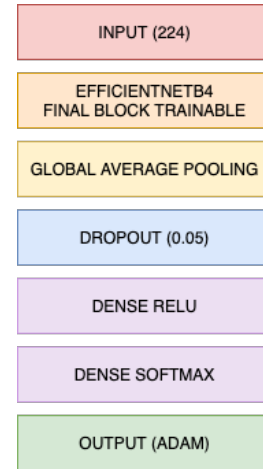 INPUT (224)
EFFICIENTNETB4
FINAL BLOCK TRAINABLE
GLOBAL AVERAGE POOLING
DROPOUT (0.05)
DENSE RELU
DENSE SOFTMAX
OUTPUT (ADAM)